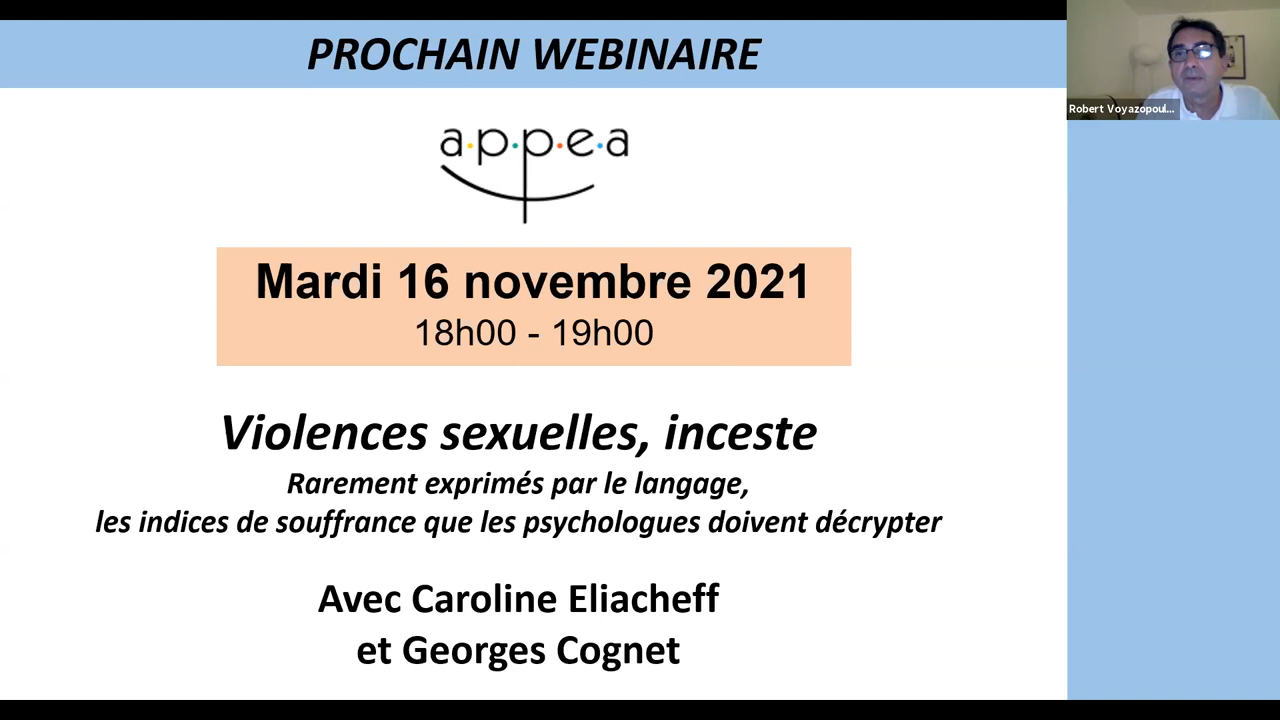 PROCHAIN WEBINAIRE
Robert Voyazopoul...
a.p.p.e.a
Mardi 16 novembre 2021
18h00 - 19h00
Violences sexuelles, inceste
Rarement exprimés par le langage,
les indices de souffrance que les psychologues doivent décrypter
Avec Caroline Eliacheff
et Georges Cognet